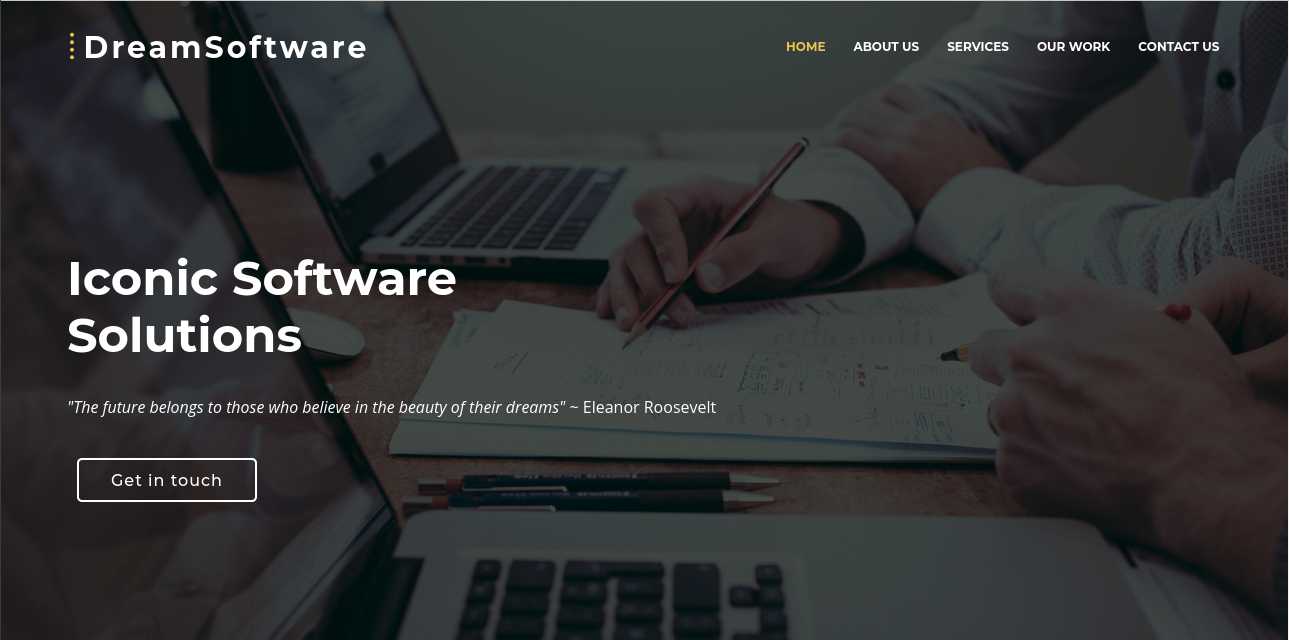 DreamSoftware
HOME ABOUT US SERVICES OUR WORK CONTACT US
Iconic Software
Solutions
"The future belongs to those who believe in the beauty of their dreams" ~ Eleanor Roosevelt
Get in touch